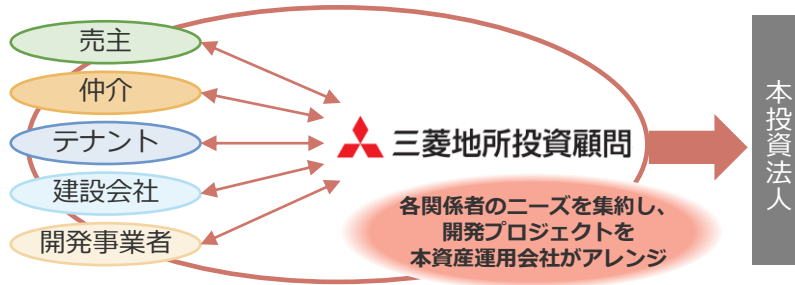 売主
仲介
テナント
建設会社
開発事業者
三菱地所投資顧問
各関係者のニーズを集約し、
開発プロジェクトを
本資産運用会社がアレンジ
本投資法人